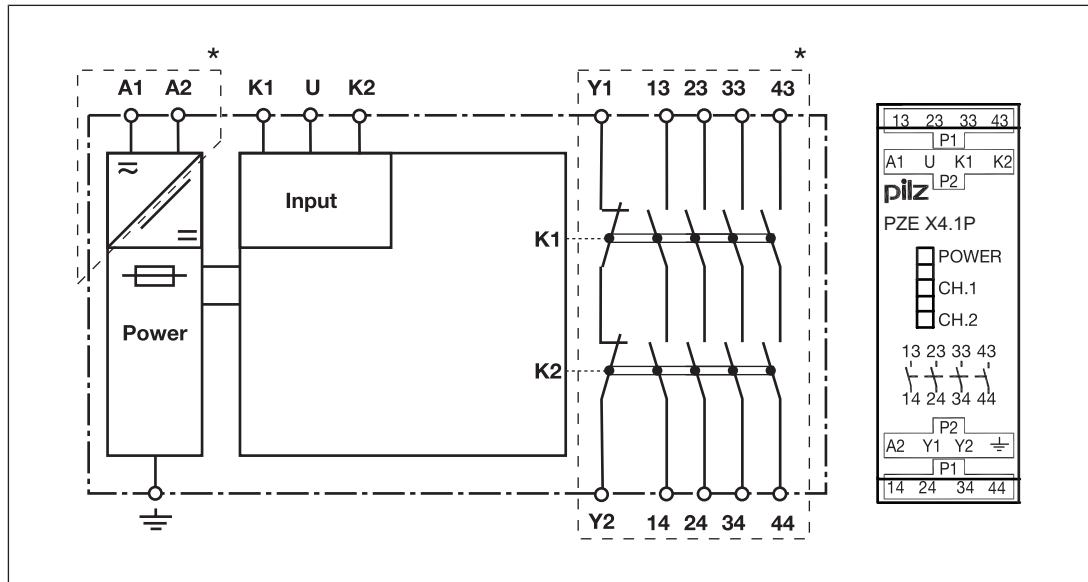 * *
A1 A2 K1 U K2 Y1 13 23 33 43
Input
Power
K1
K2
Y2 14 24 34 44
13 23 33 43
P1
A1 U K1 K2
P2
pilz
PZE X4.1P
POWER
CH.1
CH.2
13 23 33 43
14 24 34 44
P2
A2 Y1 Y2
P1
14 24 34 44